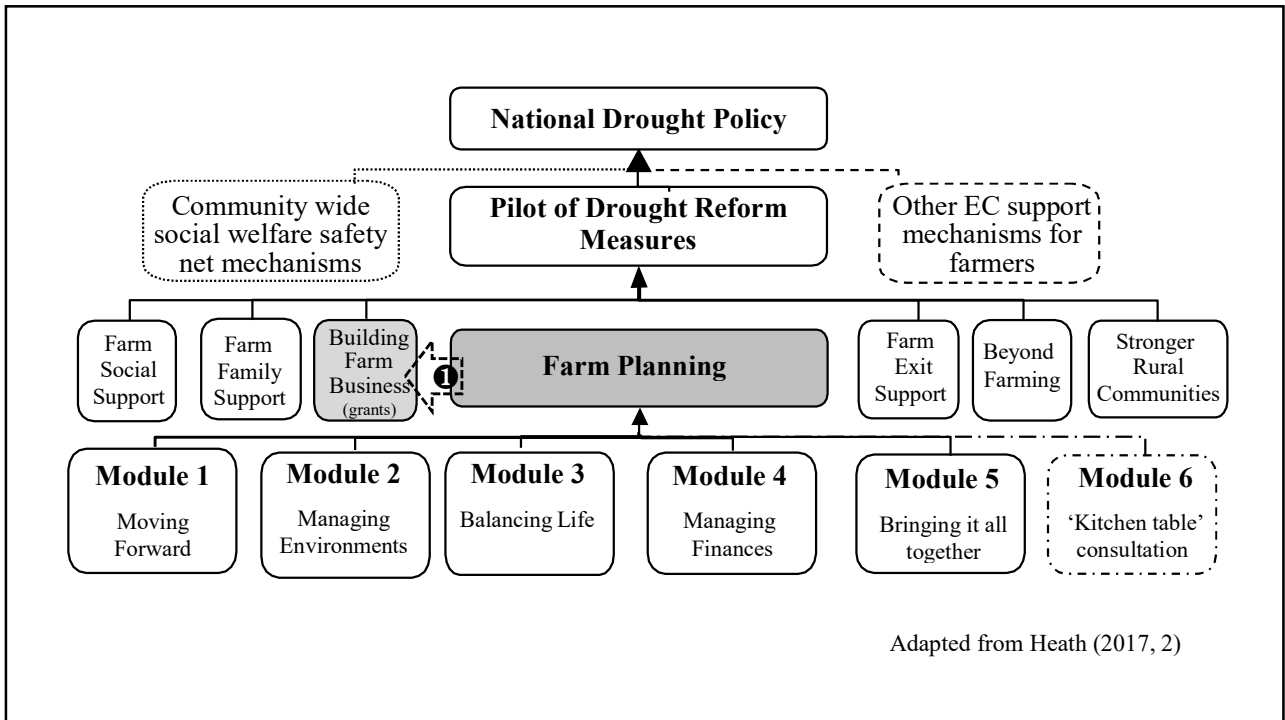 National Drought Policy
Community wide
social welfare safety
net mechanisms
Pilot of Drought Reform
Measures
Other EC support
mechanisms for
farmers
Farm
Social
Support
Farm
Family
Support
Building
Farm
Business
(grants)
❶
Farm Planning
Farm
Exit
Support
Beyond
Farming
Stronger
Rural
Communities
Module 1
Moving
Forward
Module 2
Managing
Environments
Module 3
Balancing Life
Module 4
Managing
Finances
Module 5
Bringing it all
together
Module 6
‘Kitchen table’
consultation
Adapted from Heath (2017, 2)